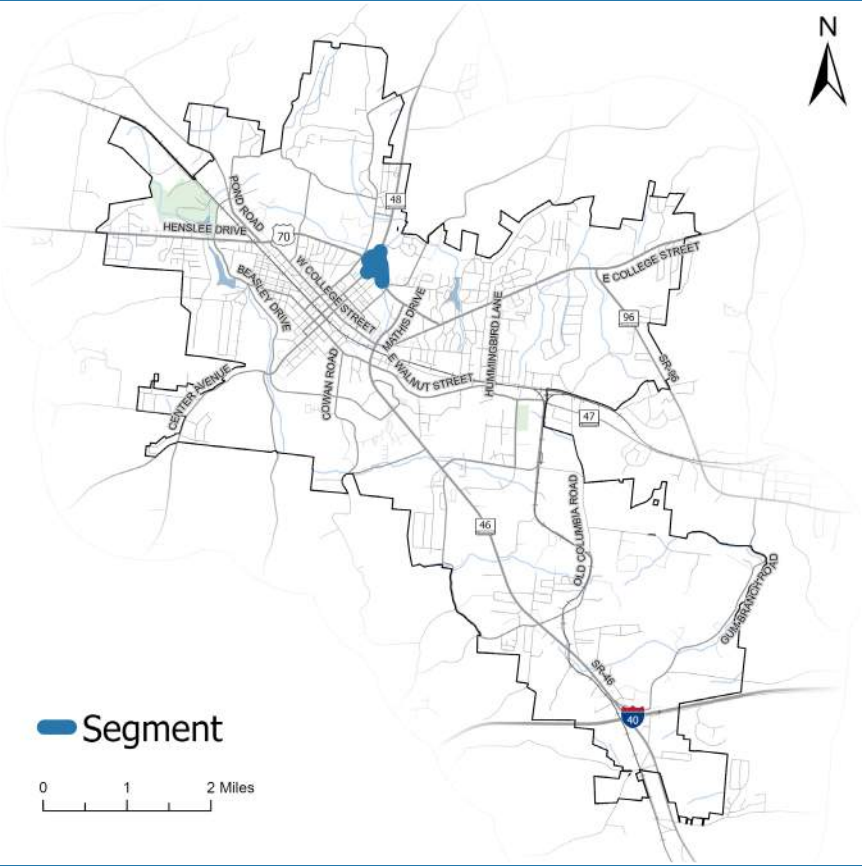 N
48
POND ROAD
HENSLEE DRIVE
70
W COLLEGE STREET
BEASLEY DRIVE
E COLLEGE STREET
MATHIS DRIVE
HUMMINGBIRD LANE
96
SR-96
E WALNUT STREET
COWAN ROAD
CENTER AVENUE
47
46
OLD COLUMBIA ROAD
GUM BRANCH ROAD
SR-46
40
Segment
0 1 2 Miles